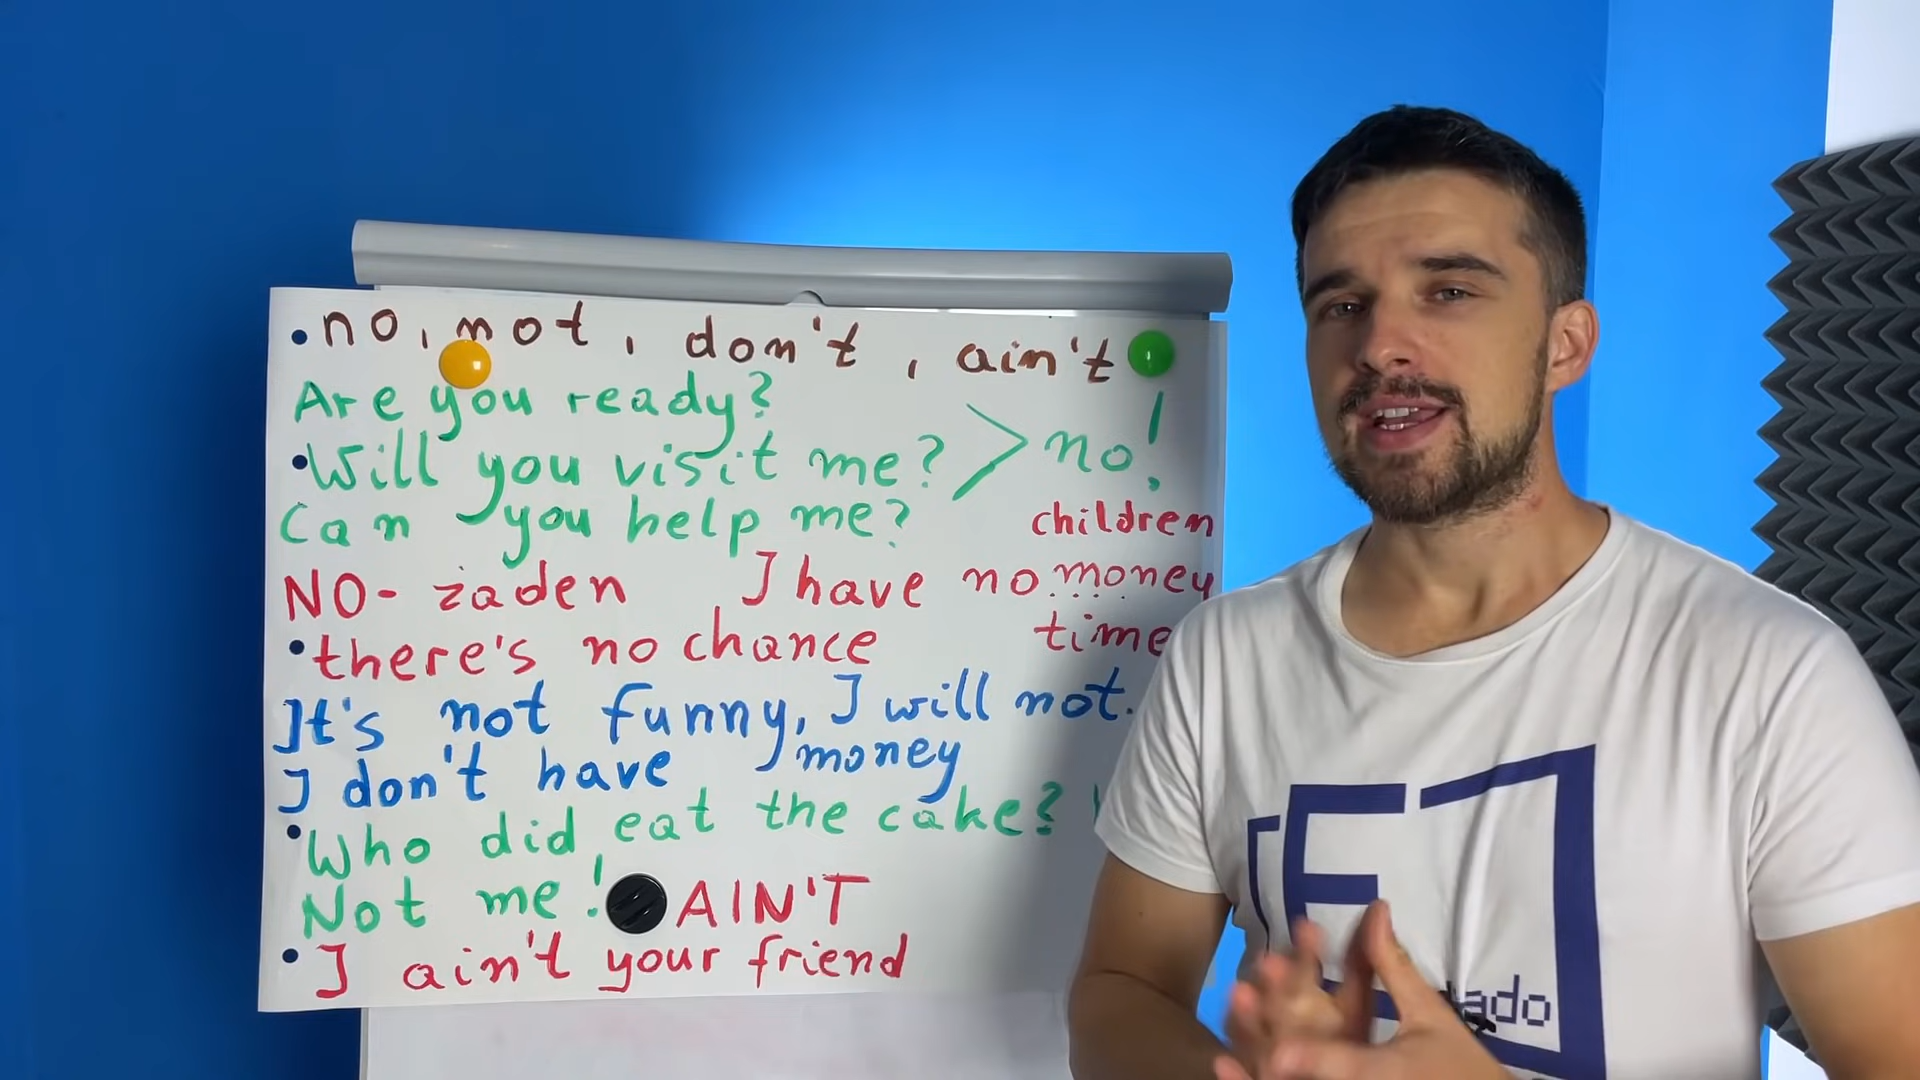 • no, not, don't, ain't
Are you ready?
• Will you visit me? > no!
Can you help me?
children
NO - żaden I have no money
• there's no chance time
It's not funny, I will not.
I don't have money
• Who did eat the cake?
Not me! AIN'T
• I ain't your friend
E
ado